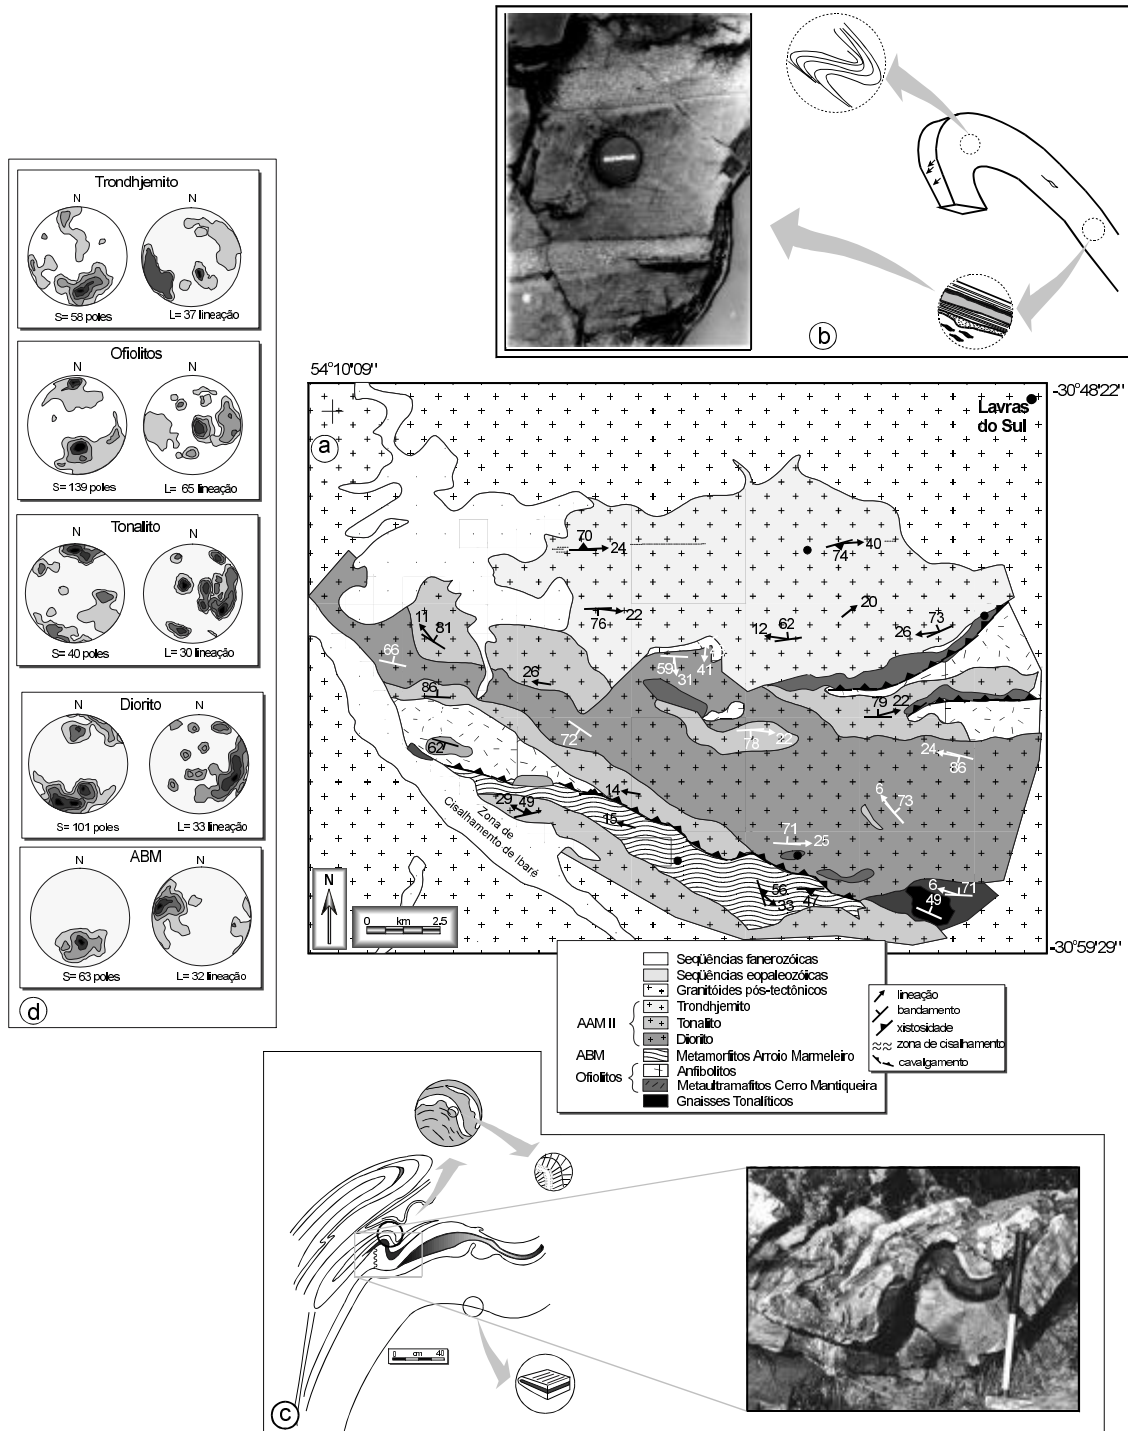 b
Trondhjemito
N
N
S= 58 poles
L= 37 lineação
Ofiolitos
N
N
S= 139 poles
L= 65 lineação
Tonalito
N
N
S= 40 poles
L= 30 lineação
Diorito
N
N
S= 101 poles
L= 33 lineação
ABM
N
N
S= 63 poles
L= 32 lineação
d
54°10'09''
-30°48'22''
Lavras
do Sul
a
70
24
40
74
11
81
76
22
20
62
12
73
26
66
59
31
41
26
86
79
22
72
78
22
24
86
62
14
29
49
15
6
73
71
25
56
33
47
6
71
49
Zona de
Cisalhamento de Ibaré
N
0 km 2.5
-30°59'29''
Seqüências fanerozóicas
Seqüências eopaleozóicas
Granitóides pós-tectônicos
AAM II
Trondhjemito
Tonalito
Diorito
ABM
Metamorfitos Arroio Marmeleiro
Ofiolitos
Anfibolitos
Metaultramafitos Cerro Mantiqueira
Gnaisses Tonalíticos
lineação
bandamento
xistosidade
zona de cisalhamento
cavalgamento
0 cm 40
c